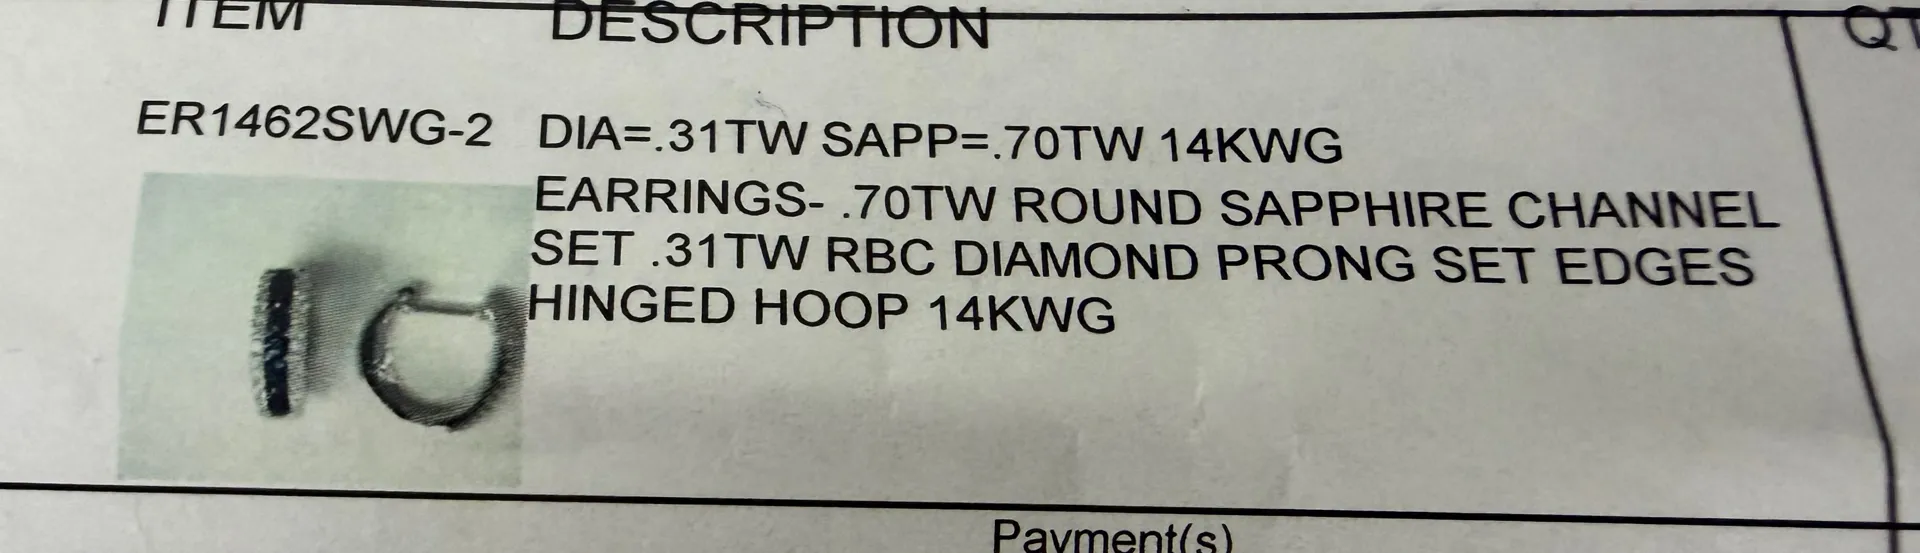 ITEM DESCRIPTION
ER1462SWG-2 DIA=.31TW SAPP=.70TW 14KWG
EARRINGS- .70TW ROUND SAPPHIRE CHANNEL
SET .31TW RBC DIAMOND PRONG SET EDGES
HINGED HOOP 14KWG
Payment(s)